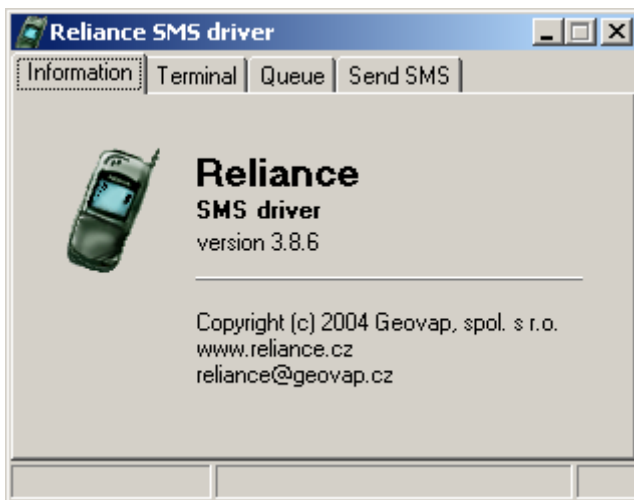 Reliance SMS driver
Information Terminal Queue Send SMS
Reliance
SMS driver
version 3.8.6
Copyright (c) 2004 Geovap, spol. s r.o.
www.reliance.cz
reliance@geovap.cz